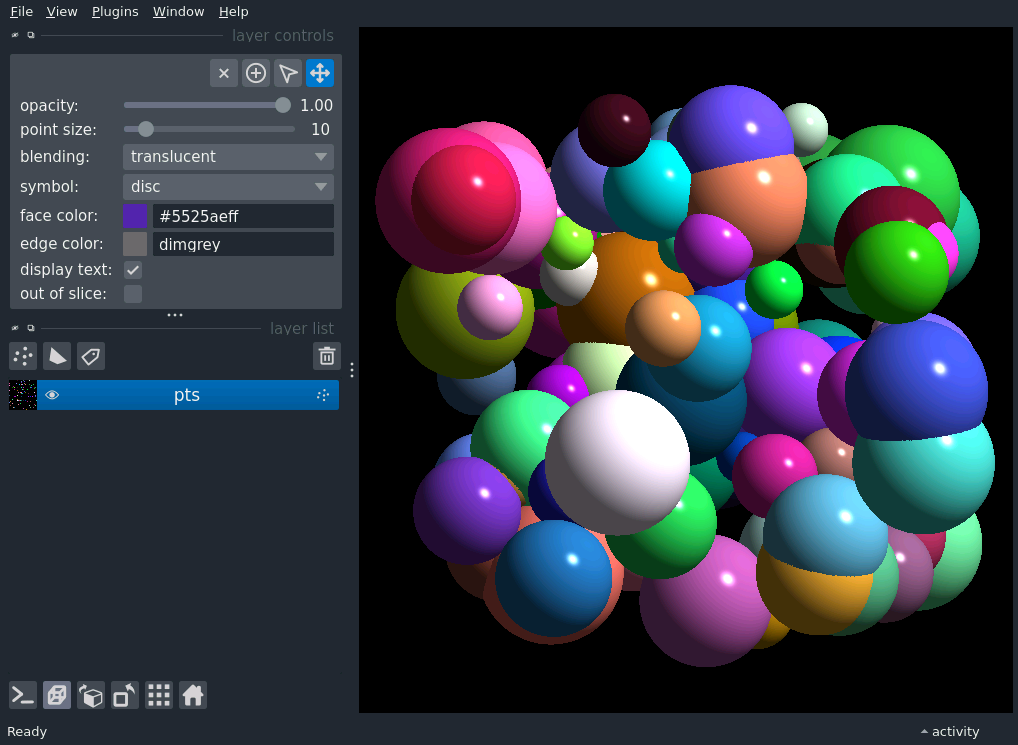 File View Plugins Window Help
layer controls
opacity: 1.00
point size: 10
blending: translucent
symbol: disc
face color: #5525aeff
edge color: dimgrey
display text:
out of slice:
layer list
pts
Ready
activity